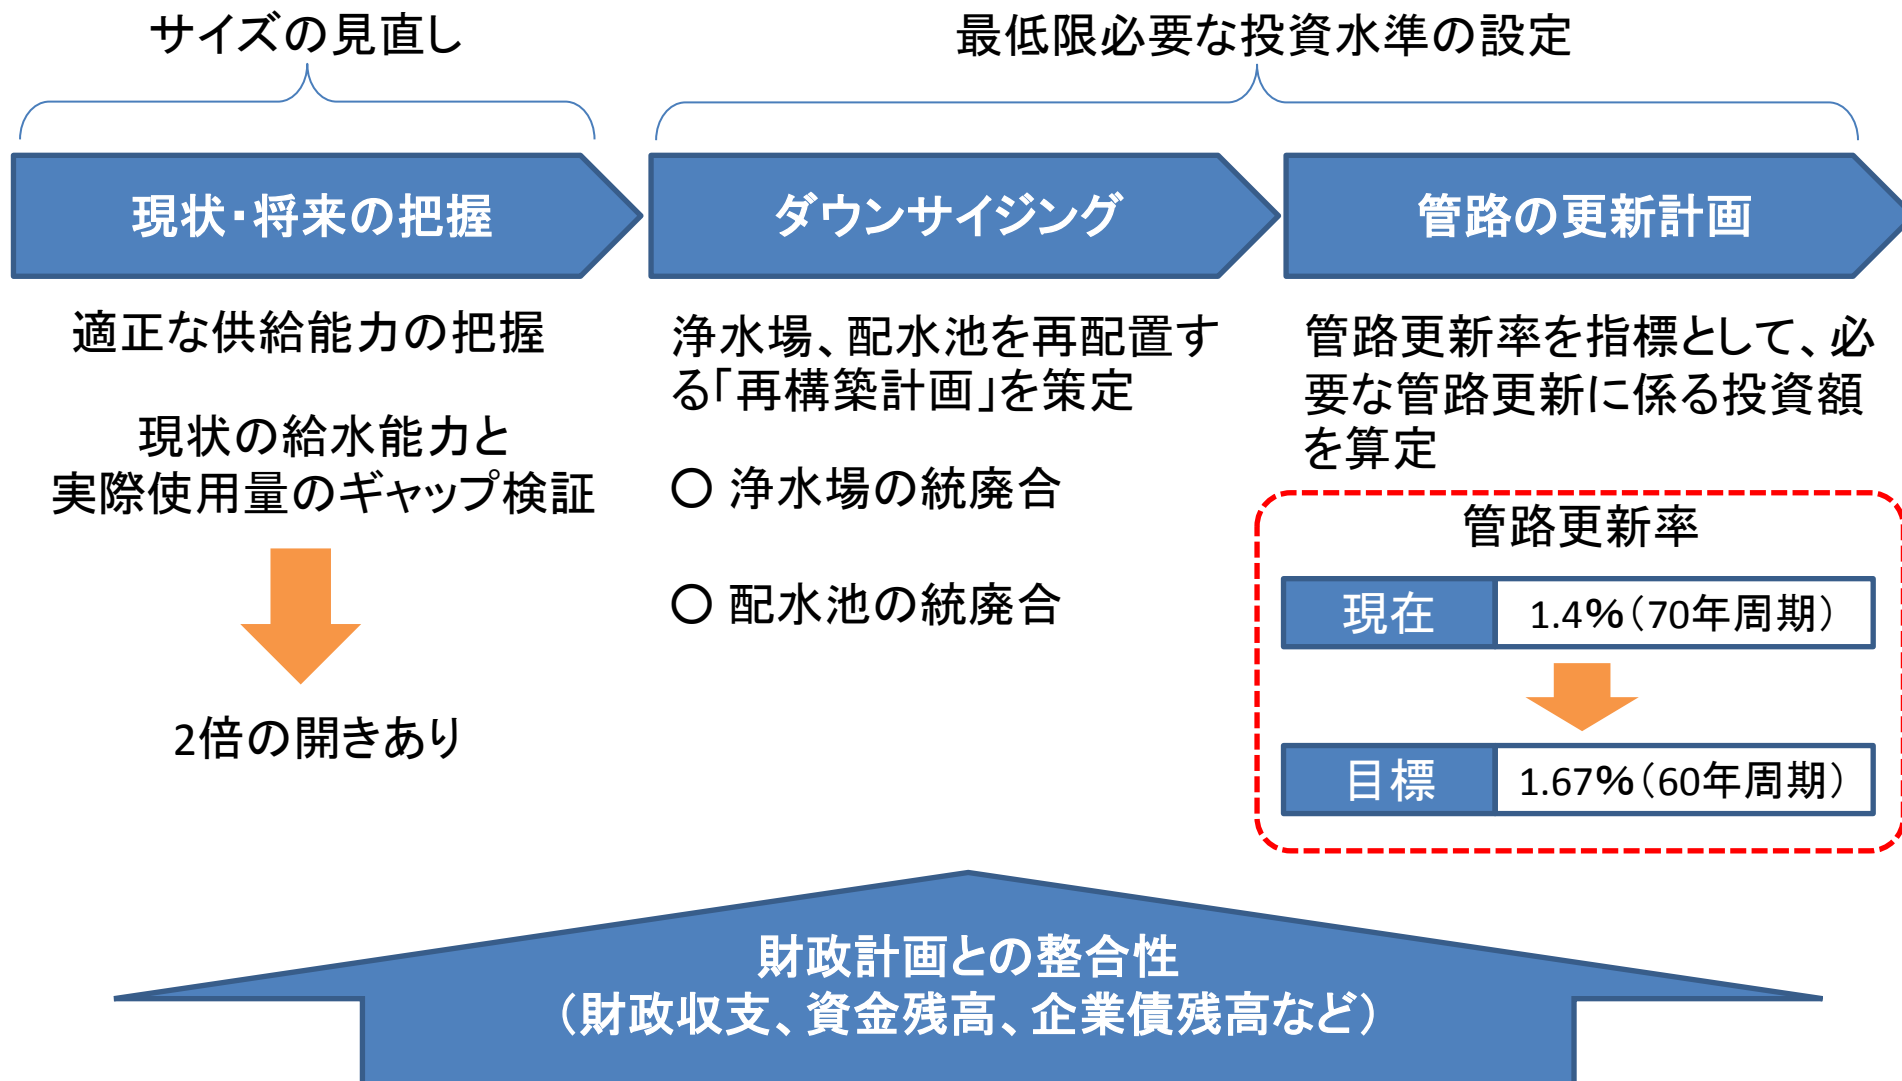 サイズの見直し
最低限必要な投資水準の設定
現状・将来の把握
ダウンサイジング
管路の更新計画
適正な供給能力の把握
現状の給水能力と
実際使用量のギャップ検証
2倍の開きあり
浄水場、配水池を再配置す
る「再構築計画」を策定
○ 浄水場の統廃合
○ 配水池の統廃合
管路更新率を指標として、必
要な管路更新に係る投資額
を算定
管路更新率
現在 1.4%（70年周期）
目標 1.67%（60年周期）
財政計画との整合性
（財政収支、資金残高、企業債残高など）